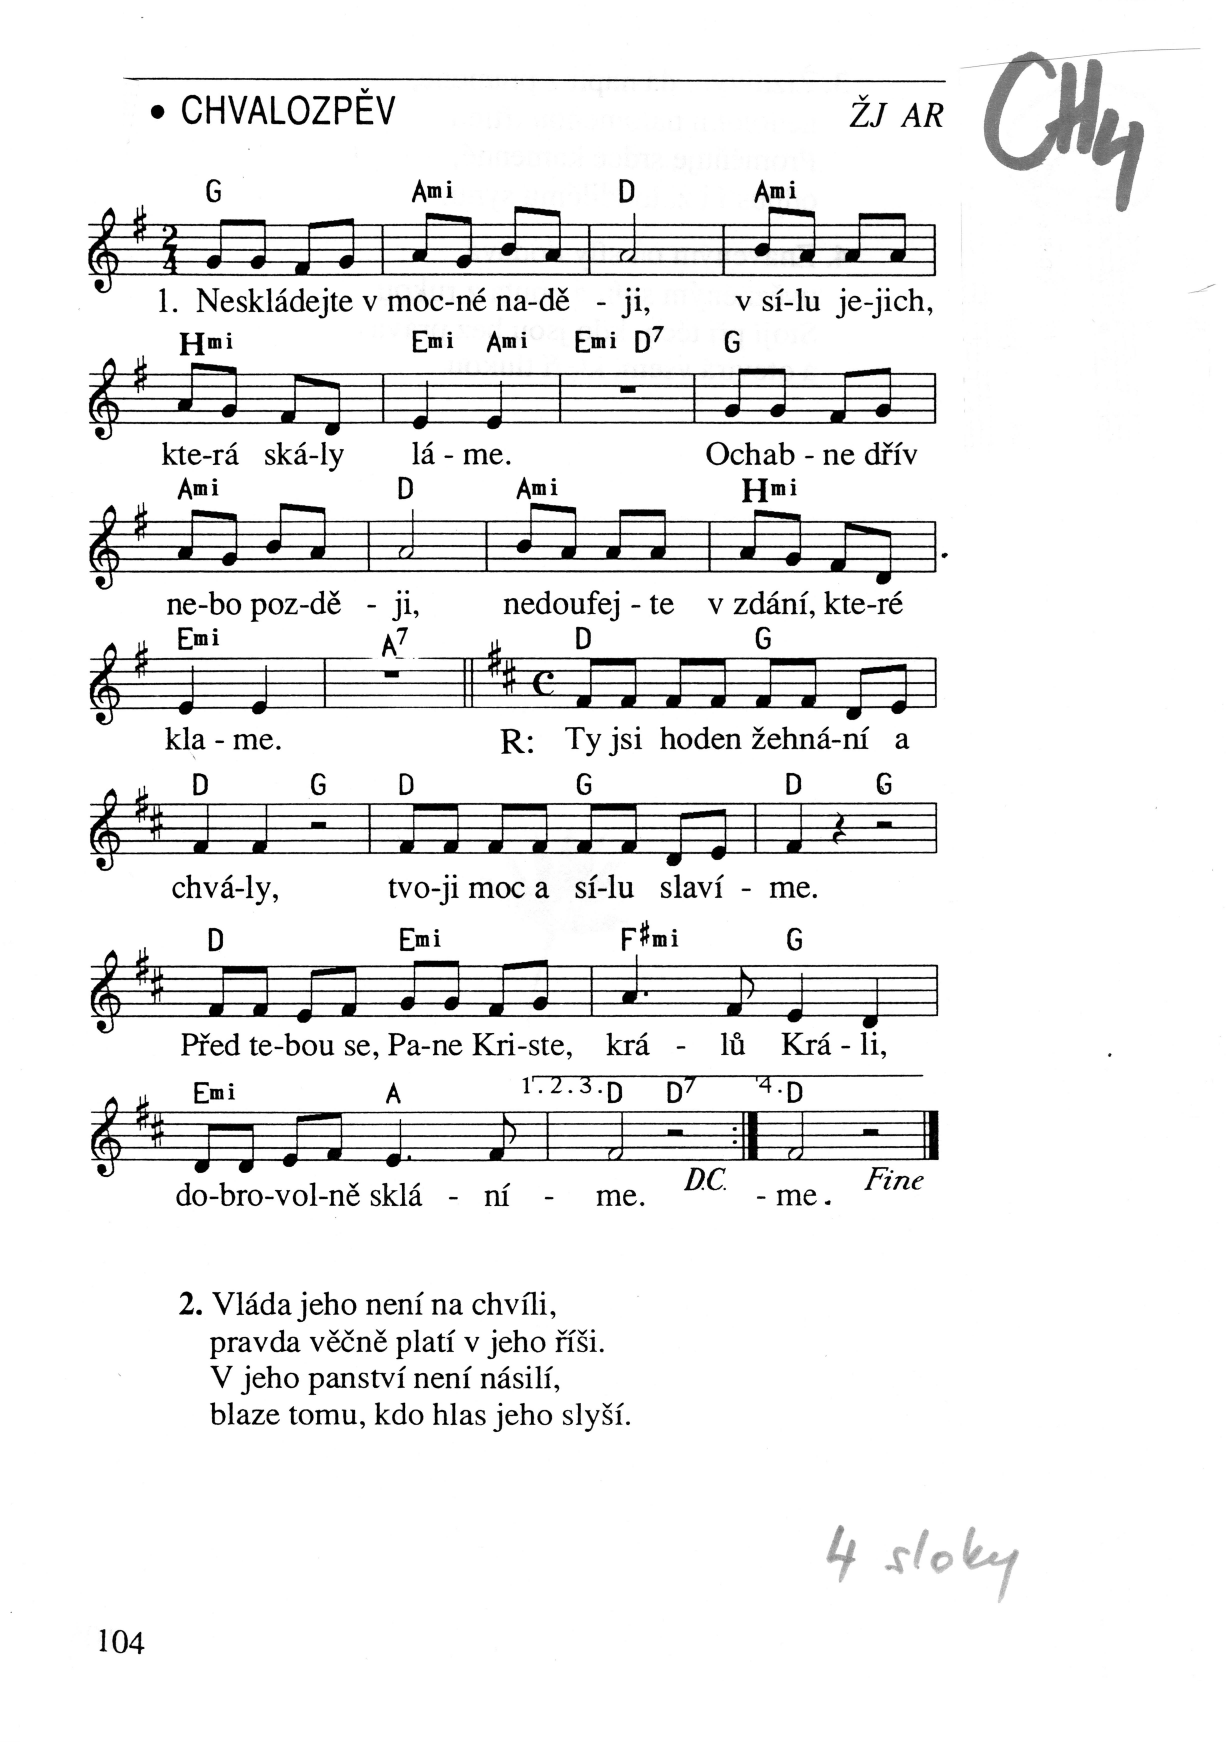 • CHVALOZPĚV ŽJ AR CH4
G Ami D Ami
1. Neskládejte v moc-né na-dě - ji, v sí-lu je-jich,
Hmi Emi Ami Emi D7 G
kte-rá ská-ly lá - me. Ochab - ne dřív
Ami D Ami Hmi
ne-bo poz-dě - ji, nedoufej - te v zdání, kte-ré
Emi A7 D G
kla - me. R: Ty jsi hoden žehná-ní a
D G D G D G
chvá-ly, tvo-ji moc a sí-lu slaví - me.
D Emi F#mi G
Před te-bou se, Pa-ne Kri-ste, krá - lů Krá - li,
Emi A 1. 2. 3. D D7 4. D
do-bro-vol-ně sklá - ní - me. D.C. - me. Fine
2. Vláda jeho není na chvíli,
pravda věčně platí v jeho říši.
V jeho panství není násilí,
blaze tomu, kdo hlas jeho slyší.
4 sloky
104